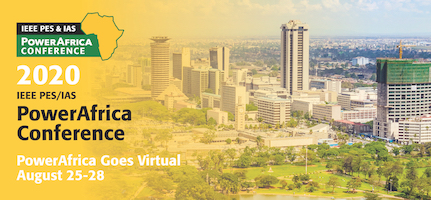 IEEE PES & IAS
POWERAFRICA
CONFERENCE
2020
IEEE PES/IAS
PowerAfrica
Conference
PowerAfrica Goes Virtual
August 25-28